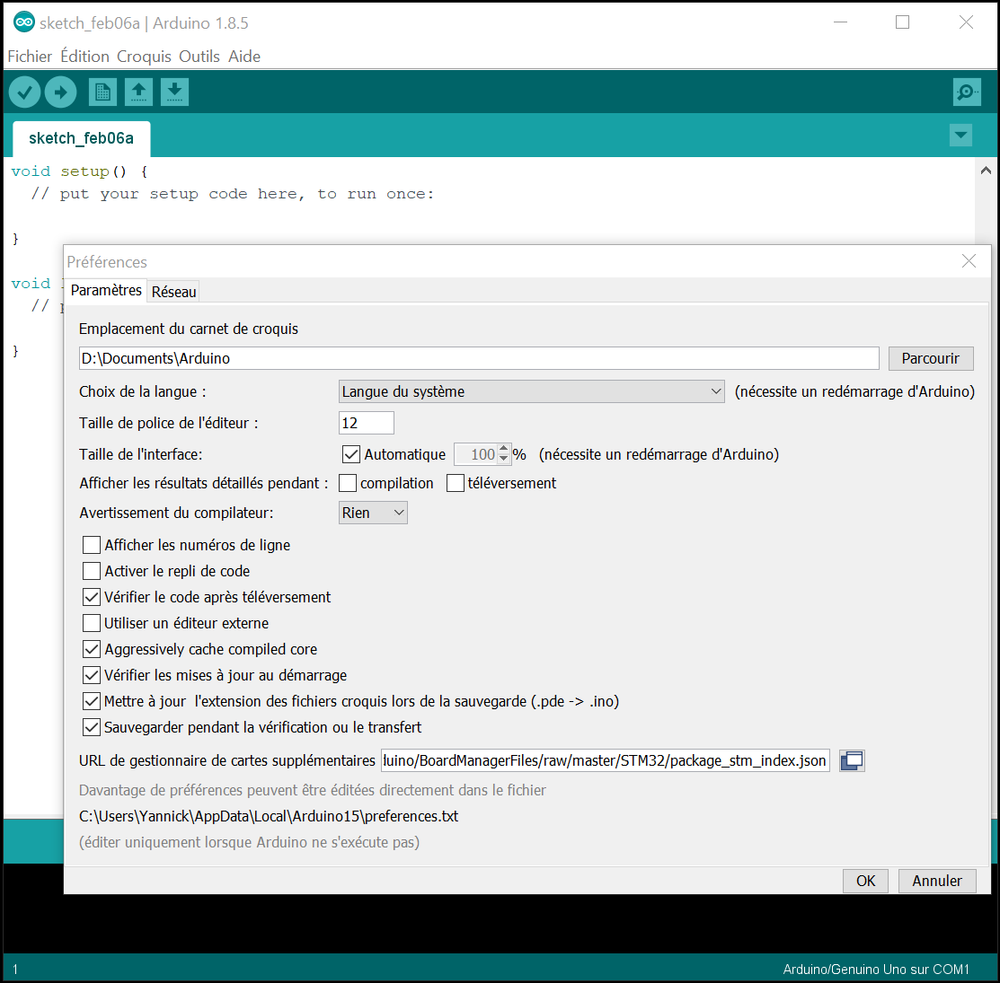 sketch_feb06a | Arduino 1.8.5
Fichier Édition Croquis Outils Aide
sketch_feb06a
void setup() {
// put your setup code here, to run once:
}
void
//
}
Préférences
Paramètres Réseau
Emplacement du carnet de croquis
D:\Documents\Arduino Parcourir
Choix de la langue : Langue du système (nécessite un redémarrage d'Arduino)
Taille de police de l'éditeur : 12
Taille de l'interface: Automatique 100 % (nécessite un redémarrage d'Arduino)
Afficher les résultats détaillés pendant : compilation téléversement
Avertissement du compilateur: Rien
Afficher les numéros de ligne
Activer le repli de code
Vérifier le code après téléversement
Utiliser un éditeur externe
Aggressively cache compiled core
Vérifier les mises à jour au démarrage
Mettre à jour l'extension des fichiers croquis lors de la sauvegarde (.pde -> .ino)
Sauvegarder pendant la vérification ou le transfert
URL de gestionnaire de cartes supplémentaires uino/BoardManagerFiles/raw/master/STM32/package_stm_index.json
Davantage de préférences peuvent être éditées directement dans le fichier
C:\Users\Yannick\AppData\Local\Arduino15\preferences.txt
(éditer uniquement lorsque Arduino ne s'exécute pas)
OK Annuler
1 Arduino/Genuino Uno sur COM1